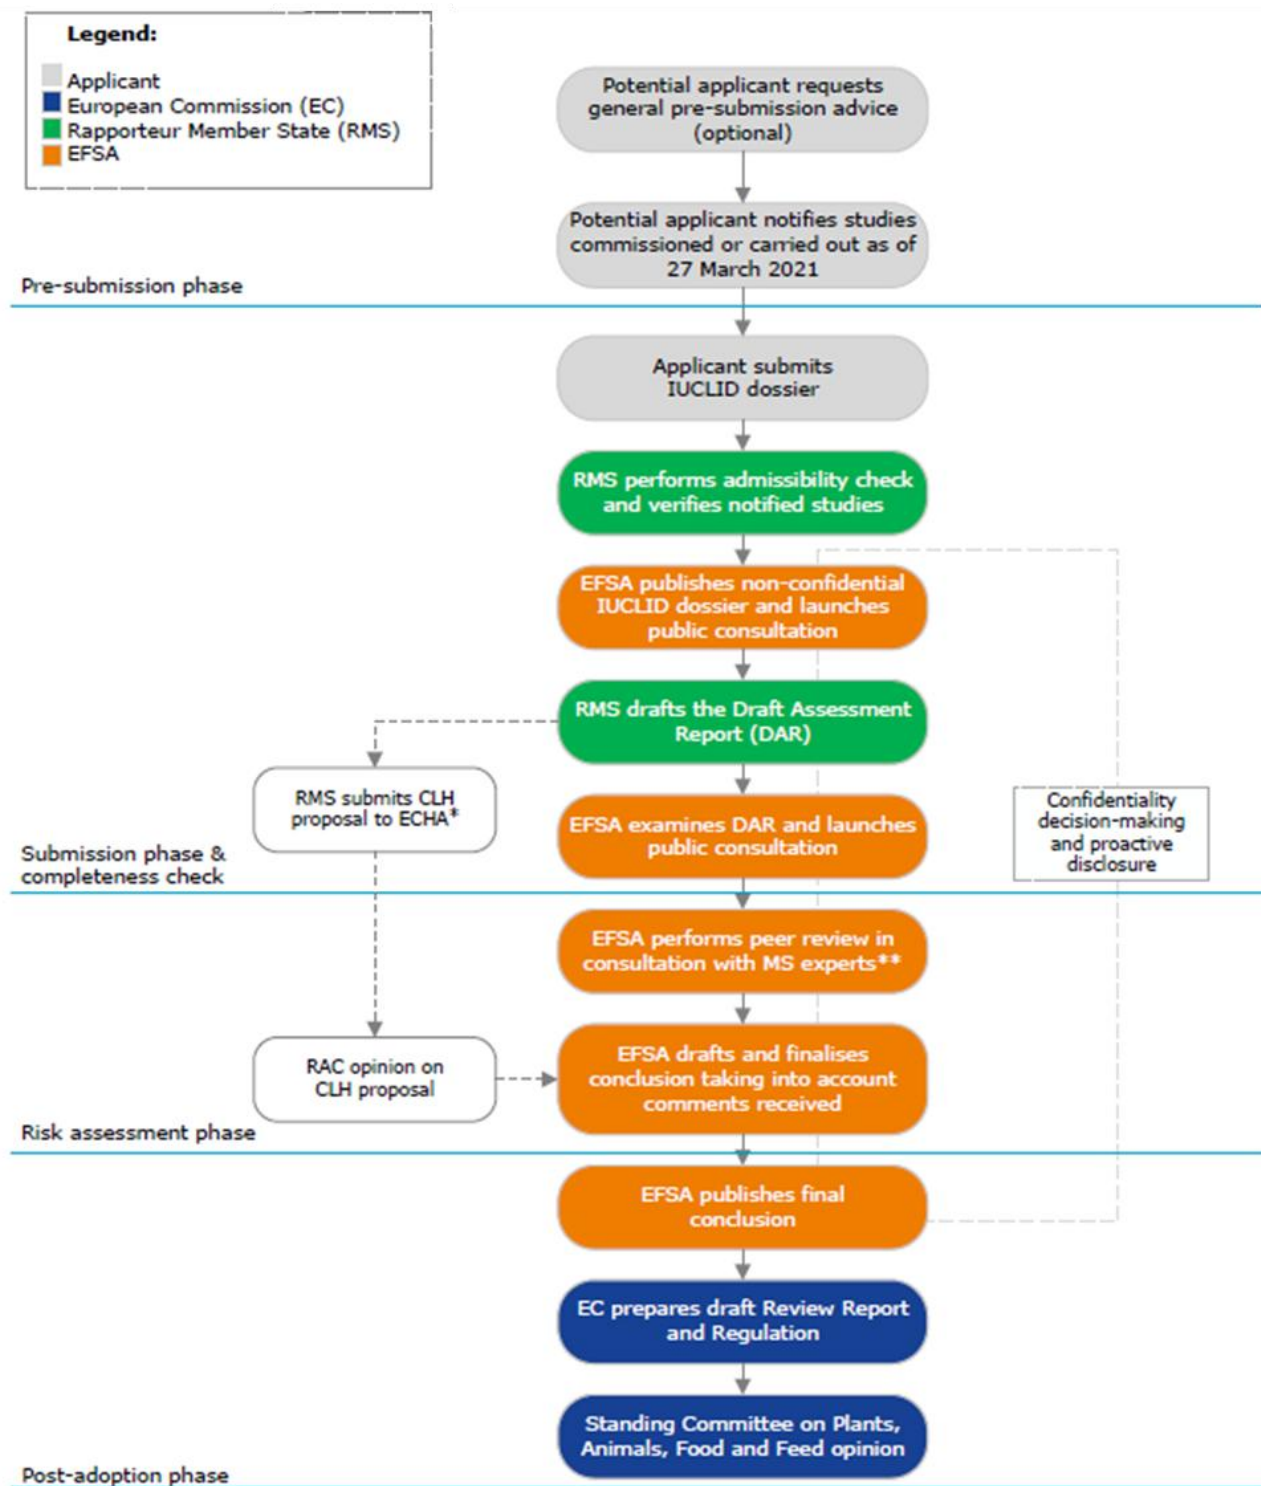 Legend:
Applicant
European Commission (EC)
Rapporteur Member State (RMS)
EFSA
Potential applicant requests
general pre-submission advice
(optional)
Potential applicant notifies studies
commissioned or carried out as of
27 March 2021
Pre-submission phase
Applicant submits
IUCLID dossier
RMS performs admissibility check
and verifies notified studies
EFSA publishes non-confidential
IUCLID dossier and launches
public consultation
RMS drafts the Draft Assessment
Report (DAR)
RMS submits CLH
proposal to ECHA*
EFSA examines DAR and launches
public consultation
Confidentiality
decision-making
and proactive
disclosure
Submission phase &
completeness check
EFSA performs peer review in
consultation with MS experts**
RAC opinion on
CLH proposal
EFSA drafts and finalises
conclusion taking into account
comments received
Risk assessment phase
EFSA publishes final
conclusion
EC prepares draft Review Report
and Regulation
Standing Committee on Plants,
Animals, Food and Feed opinion
Post-adoption phase